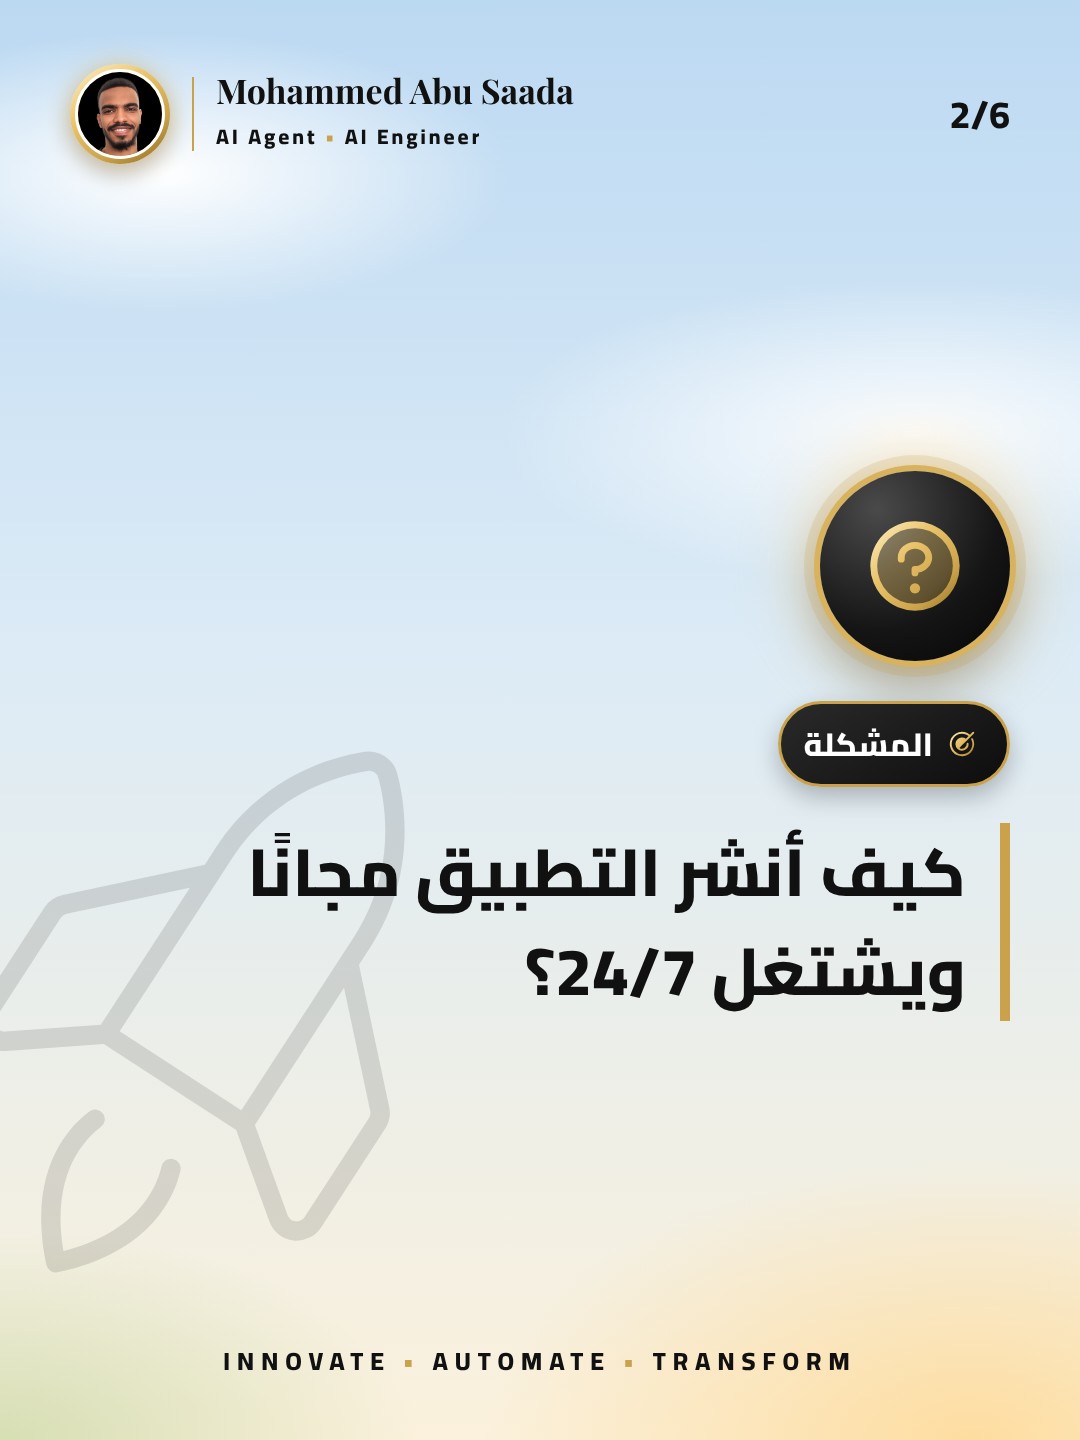 Mohammed Abu Saada
AI Agent ▪ AI Engineer
2/6
المشكلة
كيف أنشر التطبيق مجانًا
ويشتغل 24/7؟
INNOVATE ▪ AUTOMATE ▪ TRANSFORM